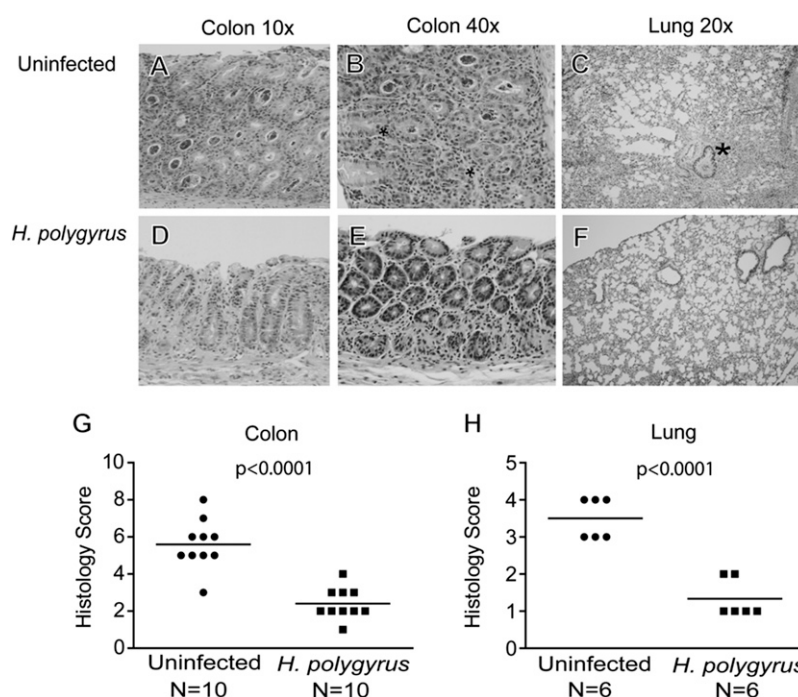 Colon 10x Colon 40x Lung 20x
Uninfected
A B * * C *
H. polygyrus
D E F
G H
Colon Lung
p<0.0001 p<0.0001
Histology Score
10
8
6
4
2
0
Uninfected H. polygyrus
N=10 N=10
Histology Score
5
4
3
2
1
0
Uninfected H. polygyrus
N=6 N=6